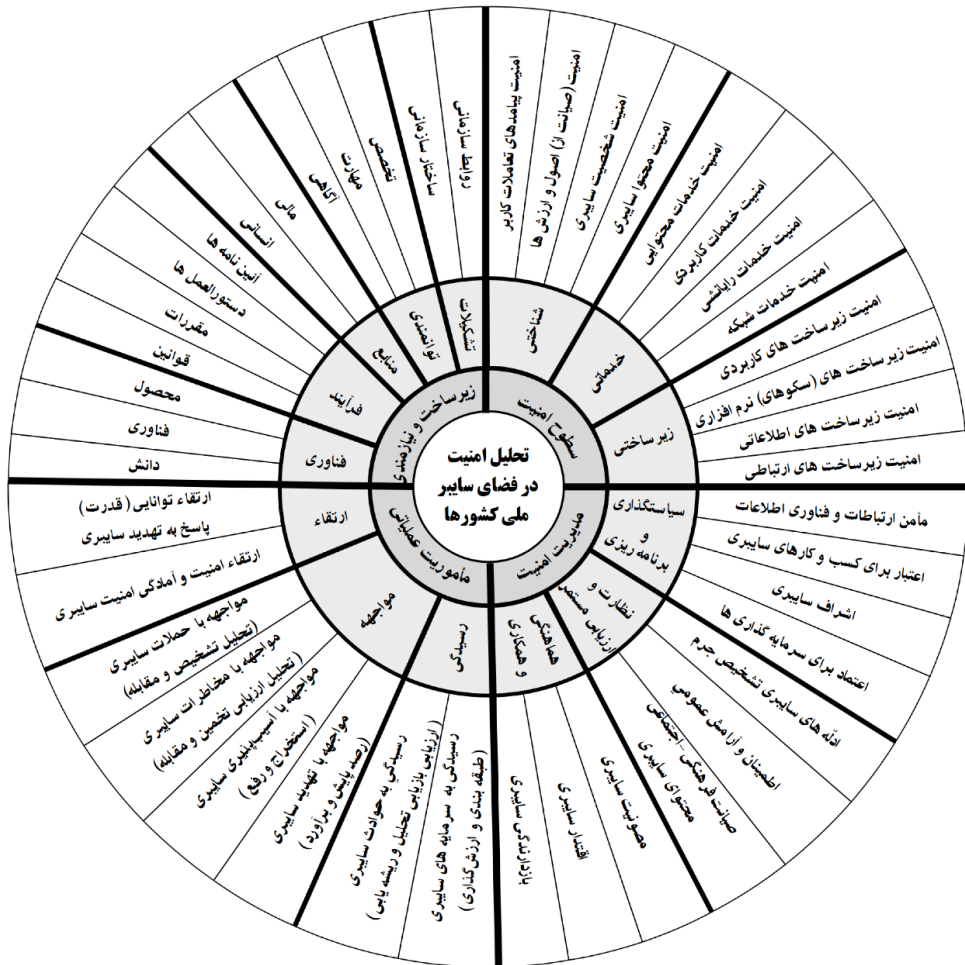 تحلیل امنیت
در فضای سایبر
ملی کشورها
سطوح امنیت
مدیریت امنیت
مأموریت عملیاتی
زیرساخت و نیازمندی
شناختی
خدماتی
زیرساختی
سیاستگذاری
و
برنامه ریزی
نظارت و
ارزیابی مستمر
هماهنگی
و همکاری
رسیدگی
مواجهه
ارتقاء
فناوری
فرآیند
منابع
توانمندی
تشکیلات
امنیت پیامدهای تعاملات کاربر
امنیت (صیانت از) اصول و ارزش ها
امنیت شخصیت سایبری
امنیت محتوا سایبری
امنیت خدمات محتوایی
امنیت خدمات کاربردی
امنیت خدمات رایانشی
امنیت خدمات شبکه
امنیت زیرساخت های کاربردی
امنیت زیرساخت های (سکوهای) نرم افزاری
امنیت زیرساخت های اطلاعاتی
امنیت زیرساخت های ارتباطی
مأمن ارتباطات و فناوری اطلاعات
اعتبار برای کسب و کارهای سایبری
اشراف سایبری
اعتماد برای سرمایه گذاری ها
ادله های سایبری تشخیص جرم
اطمینان و آرامش عمومی
صیانت فرهنگی-اجتماعی
محتوای سایبری
مصونیت سایبری
اقتدار سایبری
بازدارندگی سایبری
رسیدگی به سرمایه های سایبری
(طبقه بندی و ارزش گذاری)
رسیدگی به حوادث سایبری
(ارزیابی بازیابی تحلیل و ریشه یابی)
مواجهه با تهدید سایبری
(رصد پایش و برآورد)
مواجهه با آسیب‌پذیری سایبری
(استخراج و رفع)
مواجهه با مخاطرات سایبری
(تحلیل ارزیابی تخمین و مقابله)
مواجهه با حملات سایبری
(تحلیل تشخیص و مقابله)
ارتقاء امنیت و آمادگی امنیت سایبری
ارتقاء توانایی (قدرت)
پاسخ به تهدید سایبری
دانش
فناوری
محصول
قوانین
مقررات
دستورالعمل ها
آئین نامه ها
انسانی
مالی
آگاهی
مهارت
تخصص
ساختار سازمانی
روابط سازمانی